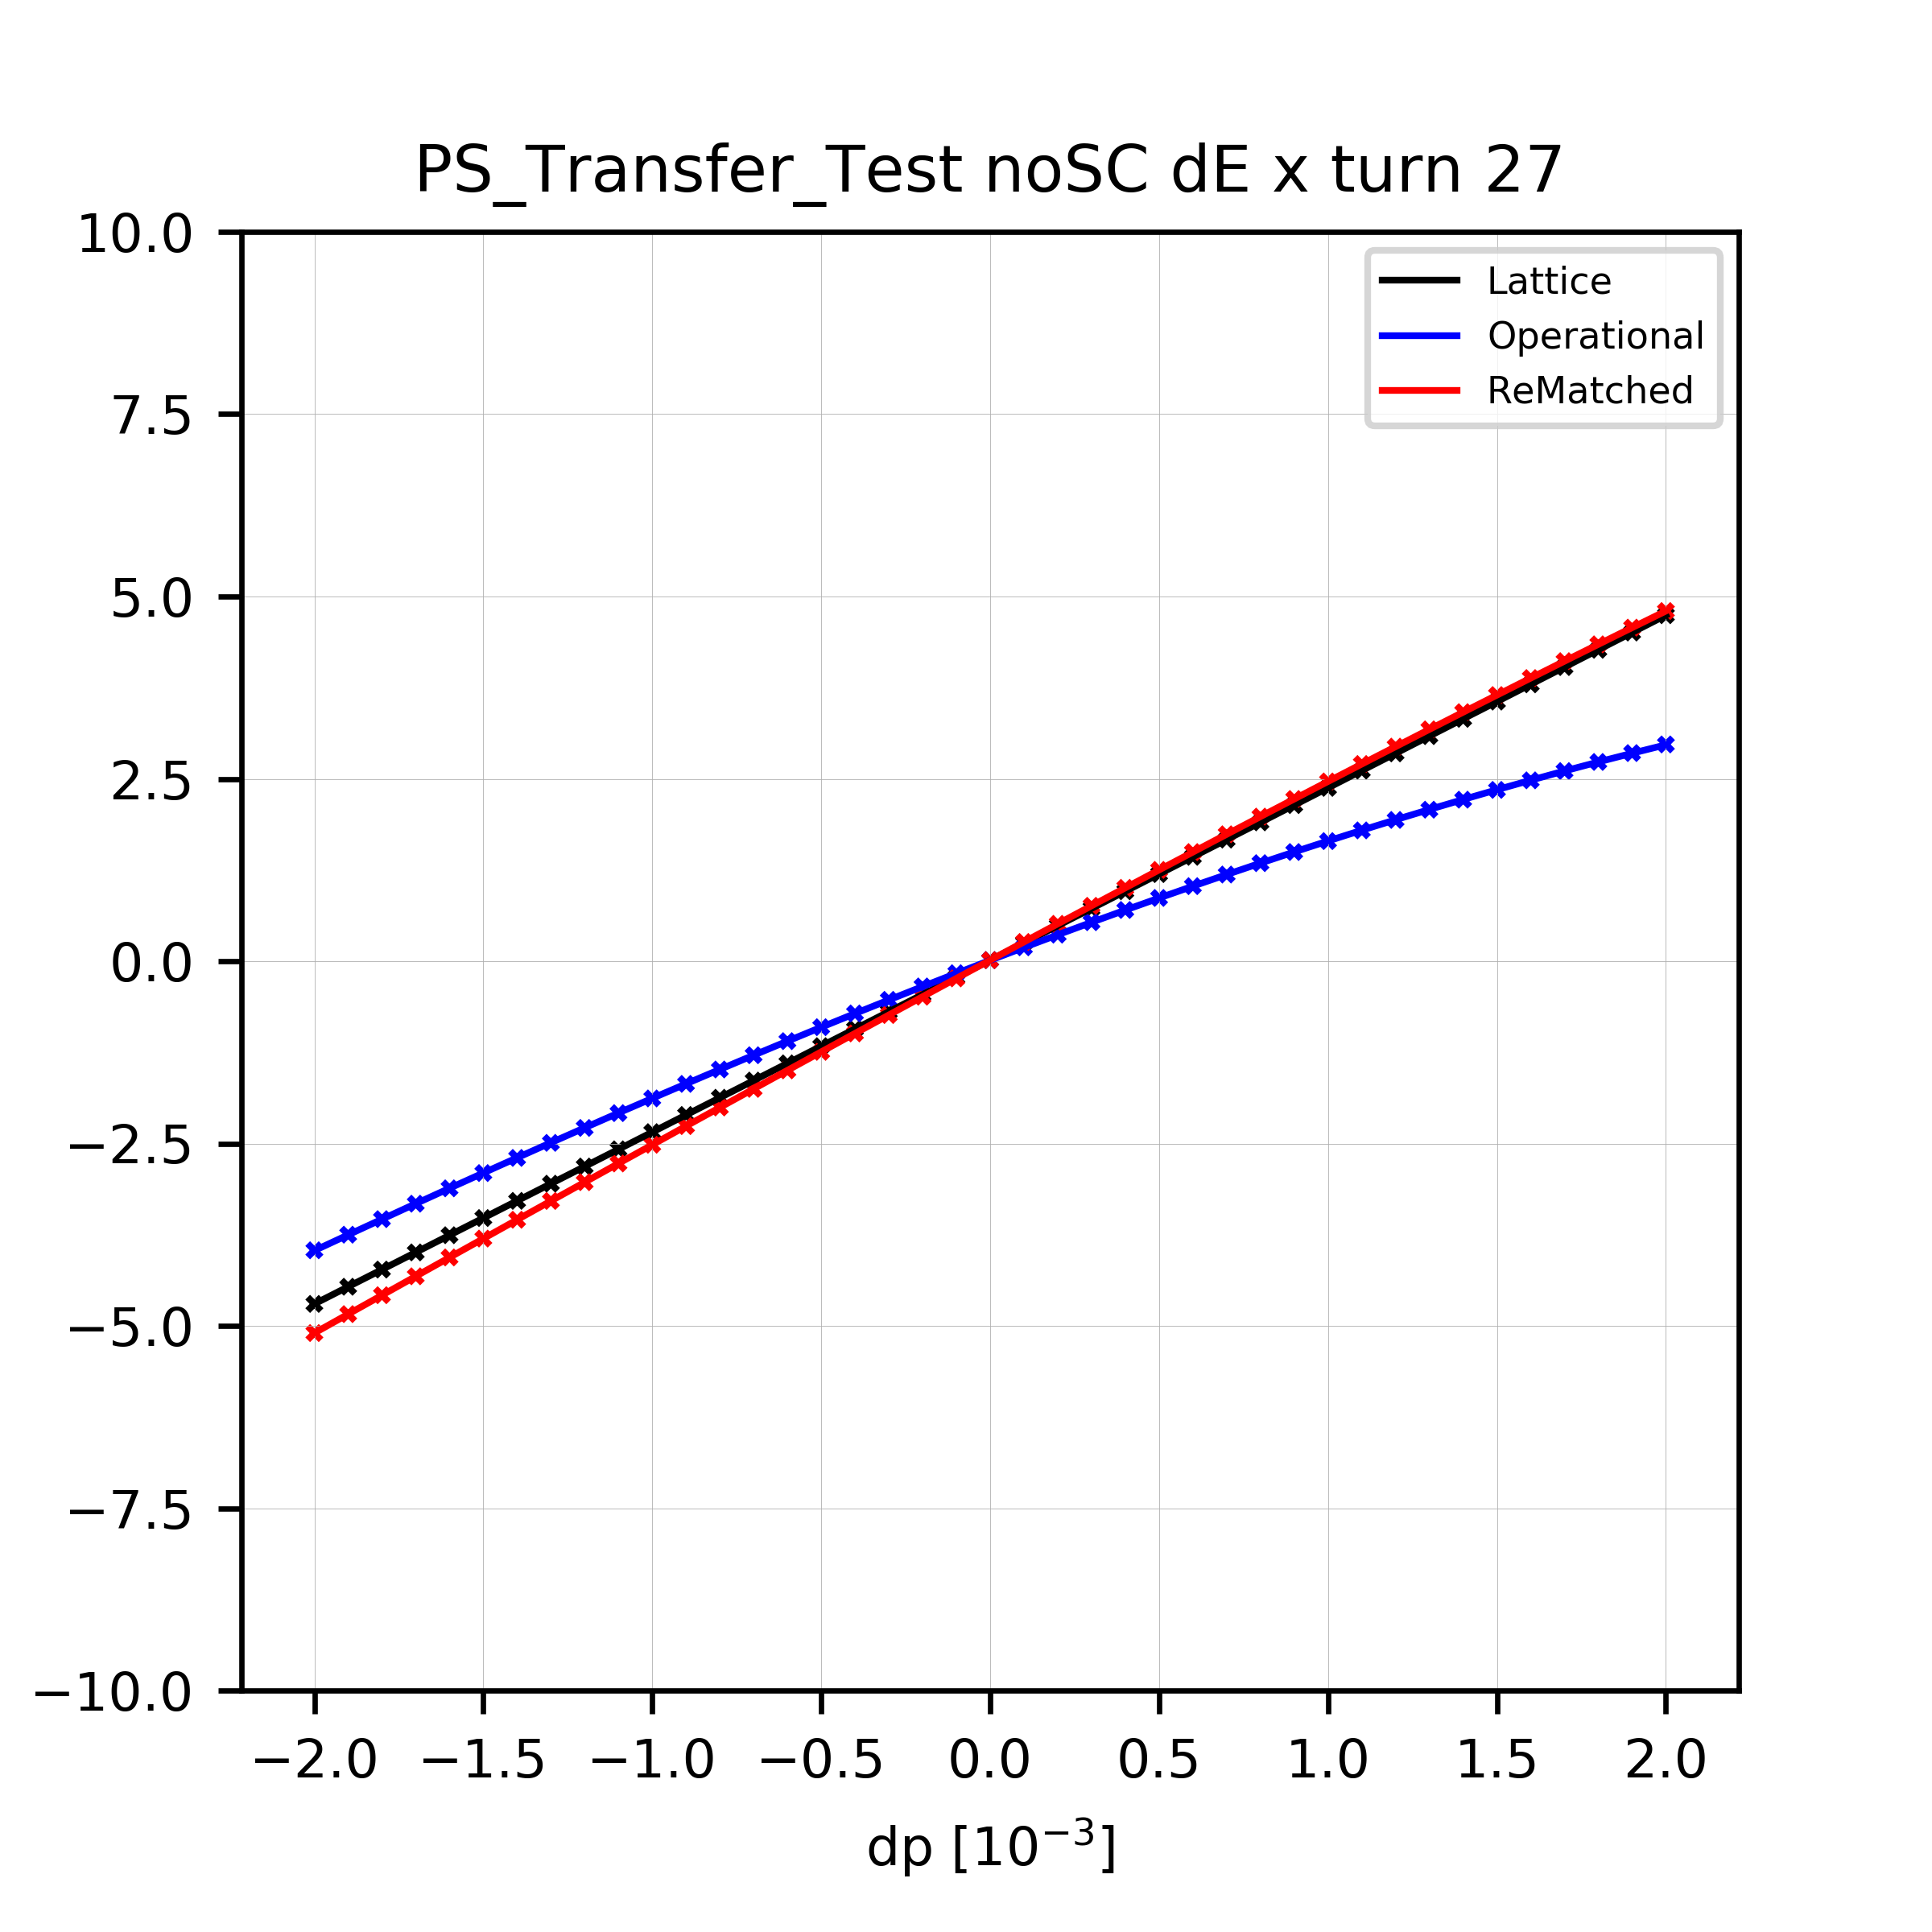 PS_Transfer_Test noSC dE x turn 27
10.0
7.5
5.0
2.5
0.0
−2.5
−5.0
−7.5
−10.0
Lattice
Operational
ReMatched
−2.0 −1.5 −1.0 −0.5 0.0 0.5 1.0 1.5 2.0
dp [10⁻³]